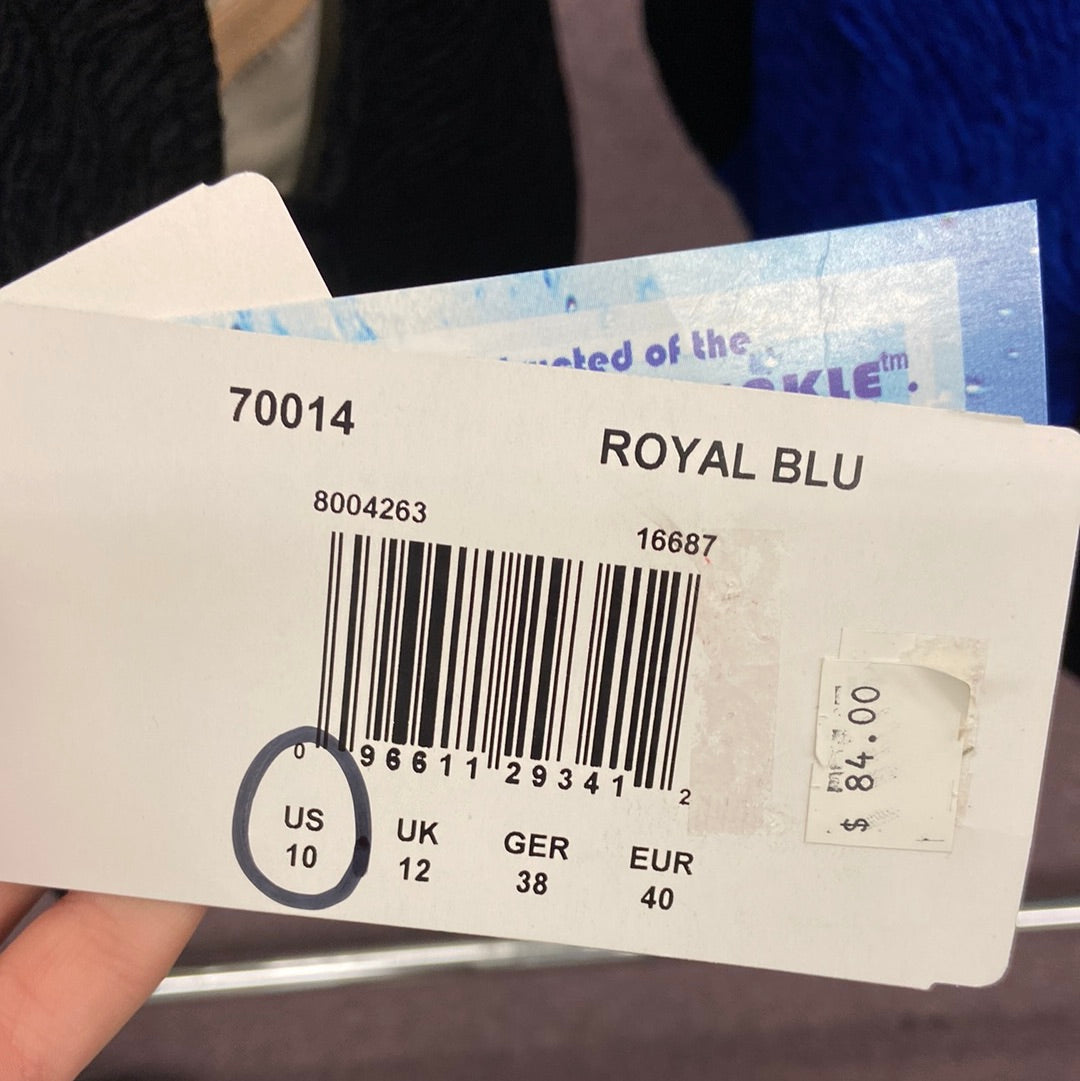 of the
tm
70014
ROYAL BLU
8004263
16687
0 96611 29341 2
US
10
UK
12
GER
38
EUR
40
$ 84.00